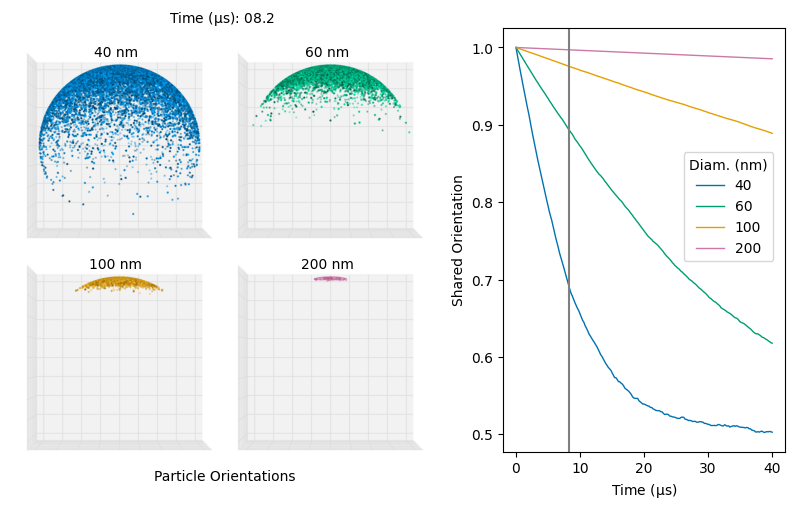 Time (µs): 08.2
40 nm
60 nm
100 nm
200 nm
Particle Orientations
Shared Orientation
1.0
0.9
0.8
0.7
0.6
0.5
Diam. (nm)
40
60
100
200
0 10 20 30 40
Time (µs)